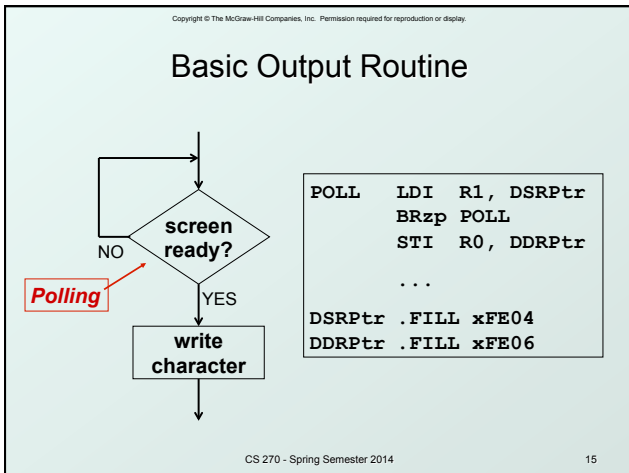 Copyright © The McGraw-Hill Companies, Inc. Permission required for reproduction or display.
Basic Output Routine
screen
ready?
NO
Polling
YES
write
character
POLL LDI R1, DSRPtr
BRzp POLL
STI R0, DDRPtr
...
DSRPtr .FILL xFE04
DDRPtr .FILL xFE06
CS 270 - Spring Semester 2014
15